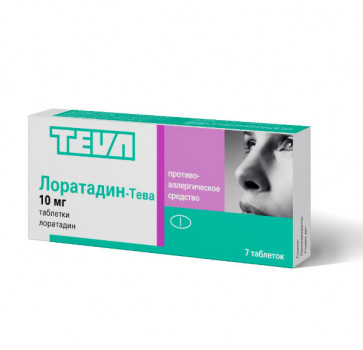 TEVA
Лоратадин-Тева
10 мг
таблетки
лоратадин
противо-
аллергическое
средство
7 таблеток